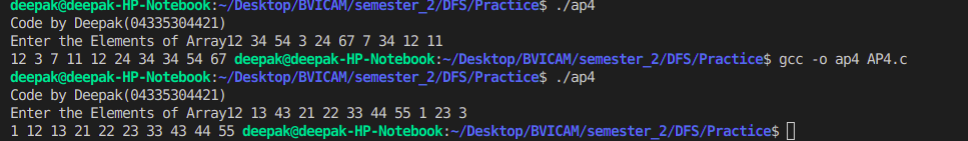 deepak@deepak-HP-Notebook:~/Desktop/BVICAM/semester_2/DFS/Practice$ ./ap4
Code by Deepak(04335304421)
Enter the Elements of Array12 34 54 3 24 67 7 34 12 11
12 3 7 11 12 24 34 34 54 67 deepak@deepak-HP-Notebook:~/Desktop/BVICAM/semester_2/DFS/Practice$ gcc -o ap4 AP4.c
deepak@deepak-HP-Notebook:~/Desktop/BVICAM/semester_2/DFS/Practice$ ./ap4
Code by Deepak(04335304421)
Enter the Elements of Array12 13 43 21 22 33 44 55 1 23 3
1 12 13 21 22 23 33 43 44 55 deepak@deepak-HP-Notebook:~/Desktop/BVICAM/semester_2/DFS/Practice$